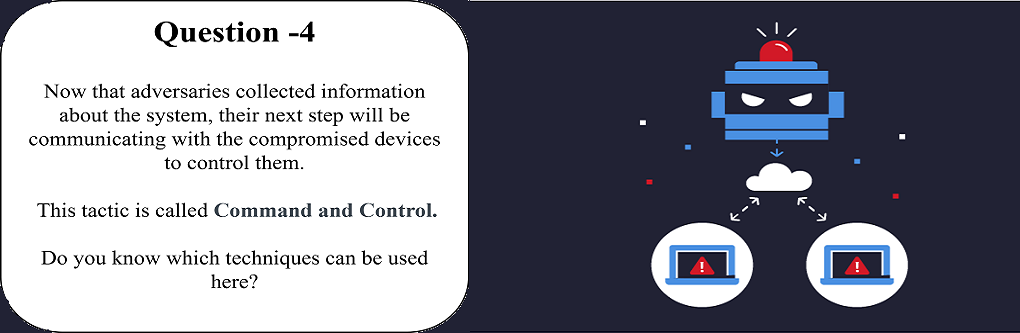 Question -4
Now that adversaries collected information
about the system, their next step will be
communicating with the compromised devices
to control them.
This tactic is called Command and Control.
Do you know which techniques can be used
here?
!
!